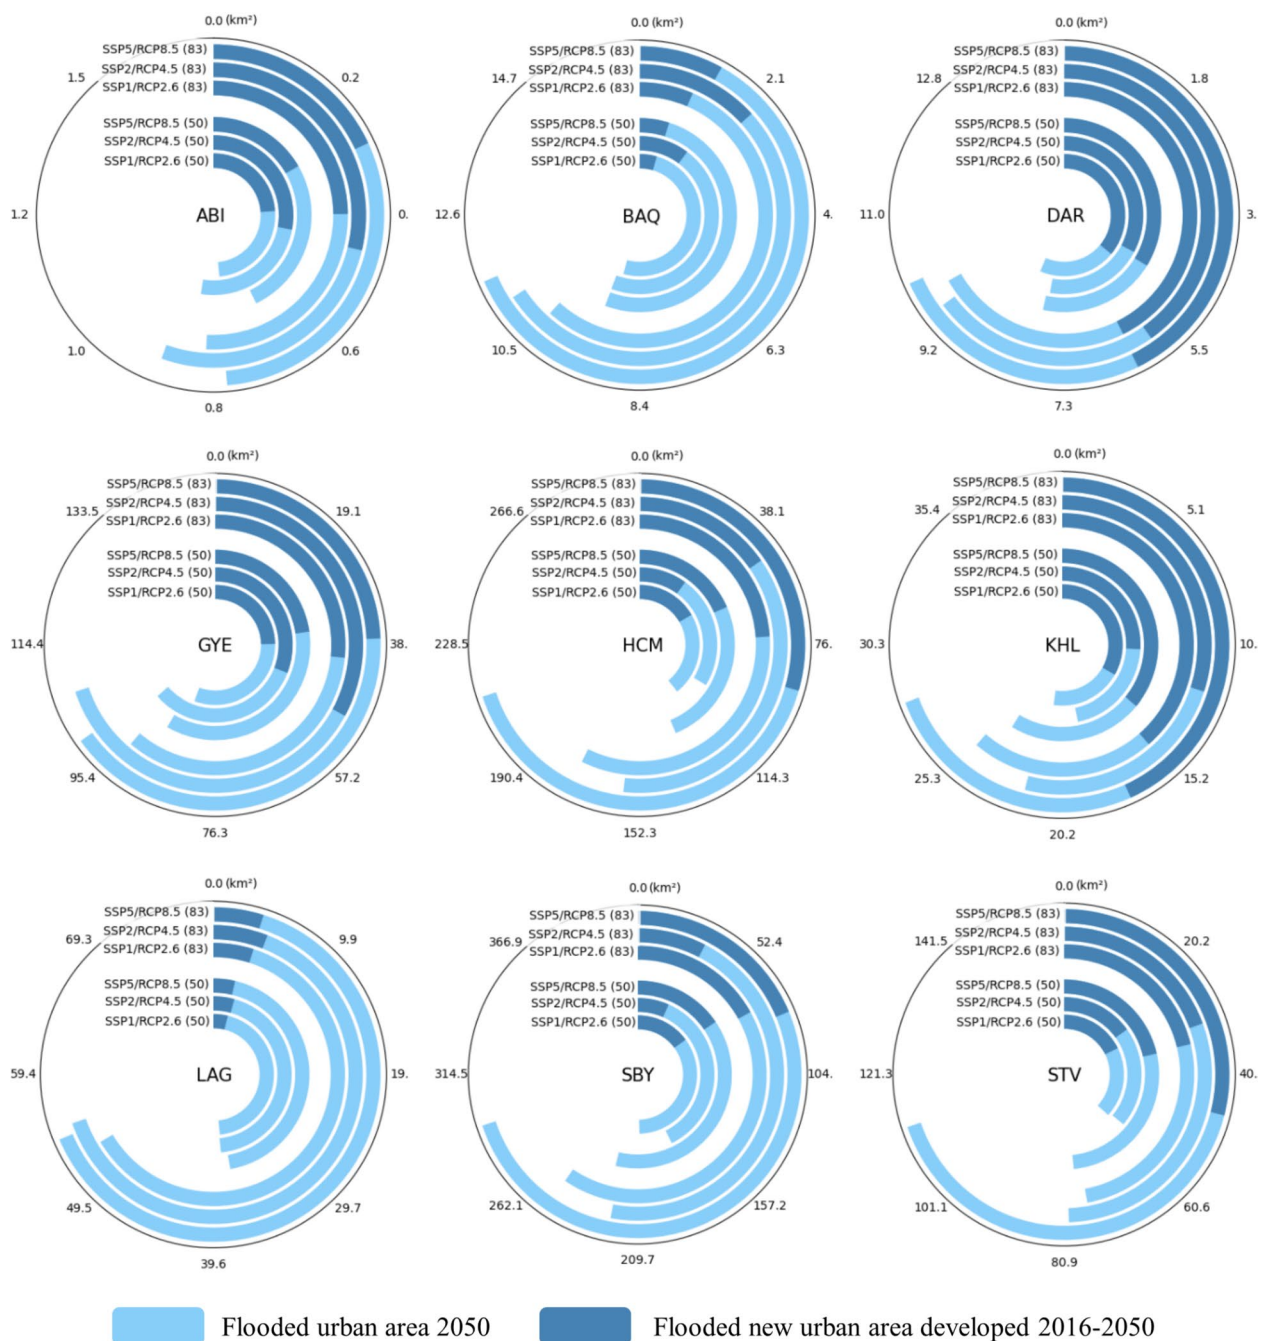 0.0 (km²)
SSP5/RCP8.5 (83)
SSP2/RCP4.5 (83)
SSP1/RCP2.6 (83)
SSP5/RCP8.5 (50)
SSP2/RCP4.5 (50)
SSP1/RCP2.6 (50)
1.5
0.2
1.2
ABI
0.
1.0
0.6
0.8
0.0 (km²)
SSP5/RCP8.5 (83)
SSP2/RCP4.5 (83)
SSP1/RCP2.6 (83)
SSP5/RCP8.5 (50)
SSP2/RCP4.5 (50)
SSP1/RCP2.6 (50)
14.7
2.1
12.6
BAQ
4.
10.5
6.3
8.4
0.0 (km²)
SSP5/RCP8.5 (83)
SSP2/RCP4.5 (83)
SSP1/RCP2.6 (83)
SSP5/RCP8.5 (50)
SSP2/RCP4.5 (50)
SSP1/RCP2.6 (50)
12.8
1.8
11.0
DAR
3.
9.2
5.5
7.3
0.0 (km²)
SSP5/RCP8.5 (83)
SSP2/RCP4.5 (83)
SSP1/RCP2.6 (83)
SSP5/RCP8.5 (50)
SSP2/RCP4.5 (50)
SSP1/RCP2.6 (50)
133.5
19.1
114.4
GYE
38.
95.4
57.2
76.3
0.0 (km²)
SSP5/RCP8.5 (83)
SSP2/RCP4.5 (83)
SSP1/RCP2.6 (83)
SSP5/RCP8.5 (50)
SSP2/RCP4.5 (50)
SSP1/RCP2.6 (50)
266.6
38.1
228.5
HCM
76.
190.4
114.3
152.3
0.0 (km²)
SSP5/RCP8.5 (83)
SSP2/RCP4.5 (83)
SSP1/RCP2.6 (83)
SSP5/RCP8.5 (50)
SSP2/RCP4.5 (50)
SSP1/RCP2.6 (50)
35.4
5.1
30.3
KHL
10.
25.3
15.2
20.2
0.0 (km²)
SSP5/RCP8.5 (83)
SSP2/RCP4.5 (83)
SSP1/RCP2.6 (83)
SSP5/RCP8.5 (50)
SSP2/RCP4.5 (50)
SSP1/RCP2.6 (50)
69.3
9.9
59.4
LAG
19.
49.5
29.7
39.6
0.0 (km²)
SSP5/RCP8.5 (83)
SSP2/RCP4.5 (83)
SSP1/RCP2.6 (83)
SSP5/RCP8.5 (50)
SSP2/RCP4.5 (50)
SSP1/RCP2.6 (50)
366.9
52.4
314.5
SBY
104.
262.1
157.2
209.7
0.0 (km²)
SSP5/RCP8.5 (83)
SSP2/RCP4.5 (83)
SSP1/RCP2.6 (83)
SSP5/RCP8.5 (50)
SSP2/RCP4.5 (50)
SSP1/RCP2.6 (50)
141.5
20.2
121.3
STV
40.
101.1
60.6
80.9
Flooded urban area 2050
Flooded new urban area developed 2016-2050